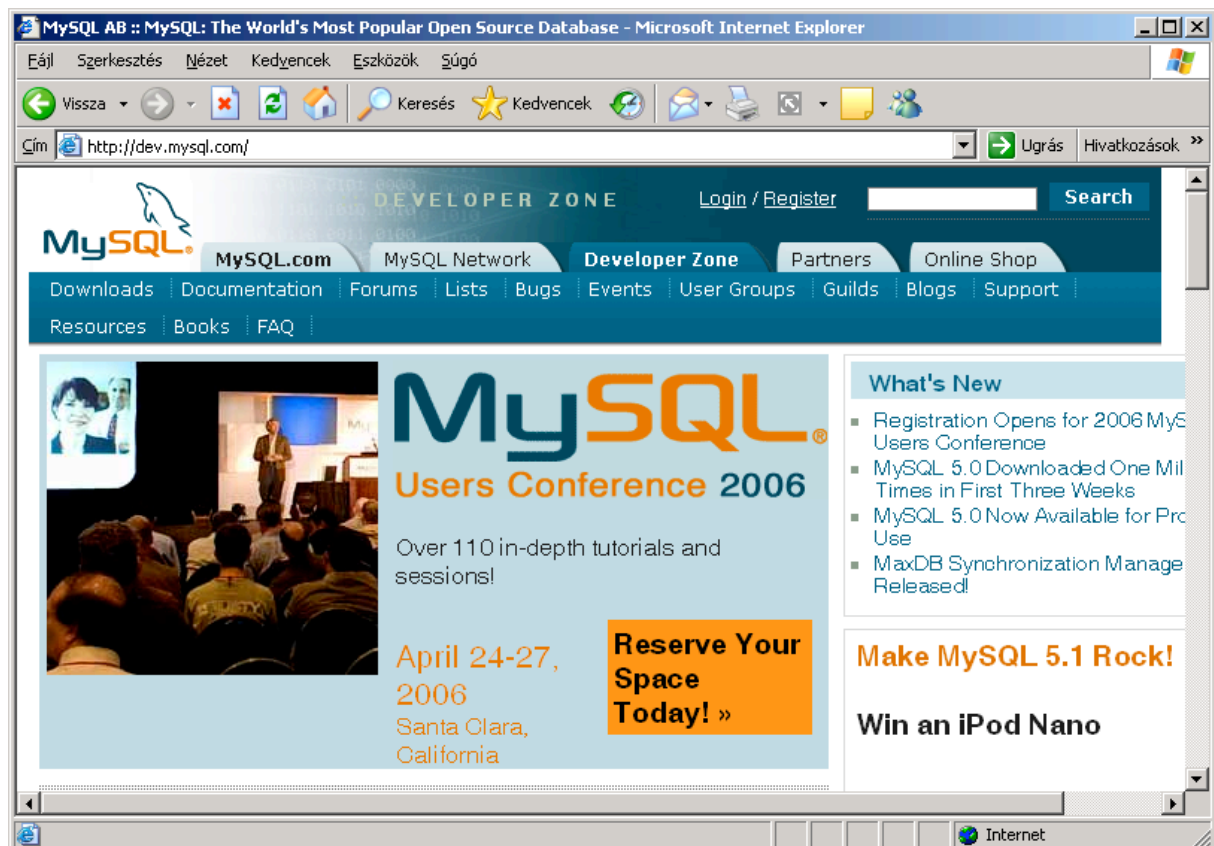 MySQL AB :: MySQL: The World's Most Popular Open Source Database - Microsoft Internet Explorer
Fájl Szerkesztés Nézet Kedvencek Eszközök Súgó
Vissza Keresés Kedvencek
Cím http://dev.mysql.com/ Ugrás Hivatkozások »
DEVELOPER ZONE Login / Register Search
MySQL® MySQL.com MySQL Network Developer Zone Partners Online Shop
Downloads Documentation Forums Lists Bugs Events User Groups Guilds Blogs Support
Resources Books FAQ
MySQL®
Users Conference 2006
Over 110 in-depth tutorials and
sessions!
April 24-27,
2006
Santa Clara,
California
Reserve Your
Space
Today! »
What's New
Registration Opens for 2006 MyS
Users Conference
MySQL 5.0 Downloaded One Mil
Times in First Three Weeks
MySQL 5.0 Now Available for Pro
Use
MaxDB Synchronization Manage
Released!
Make MySQL 5.1 Rock!
Win an iPod Nano
Internet